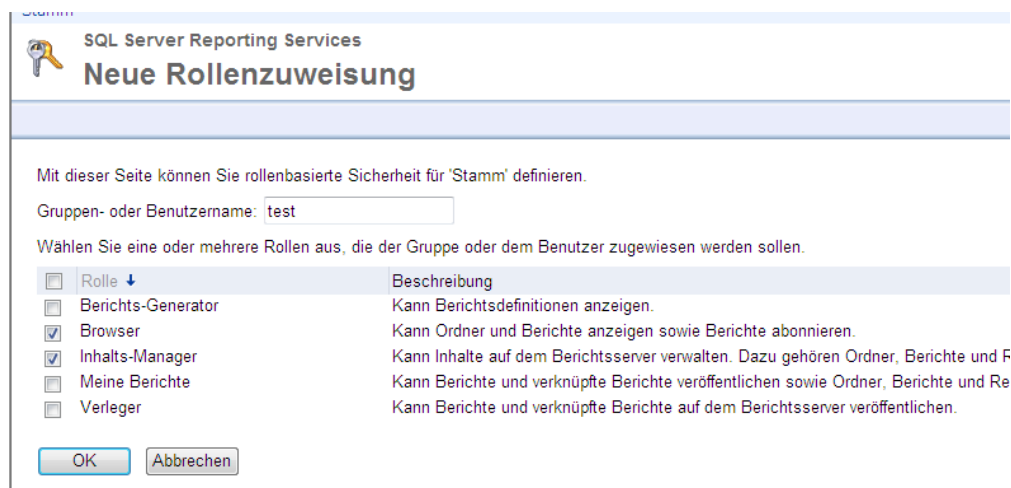 Stamm
SQL Server Reporting Services
Neue Rollenzuweisung
Mit dieser Seite können Sie rollenbasierte Sicherheit für 'Stamm' definieren.
Gruppen- oder Benutzername: test
Wählen Sie eine oder mehrere Rollen aus, die der Gruppe oder dem Benutzer zugewiesen werden sollen.
Rolle Beschreibung
Berichts-Generator Kann Berichtsdefinitionen anzeigen.
Browser Kann Ordner und Berichte anzeigen sowie Berichte abonnieren.
Inhalts-Manager Kann Inhalte auf dem Berichtsserver verwalten. Dazu gehören Ordner, Berichte und R
Meine Berichte Kann Berichte und verknüpfte Berichte veröffentlichen sowie Ordner, Berichte und Re
Verleger Kann Berichte und verknüpfte Berichte auf dem Berichtsserver veröffentlichen.
OK Abbrechen